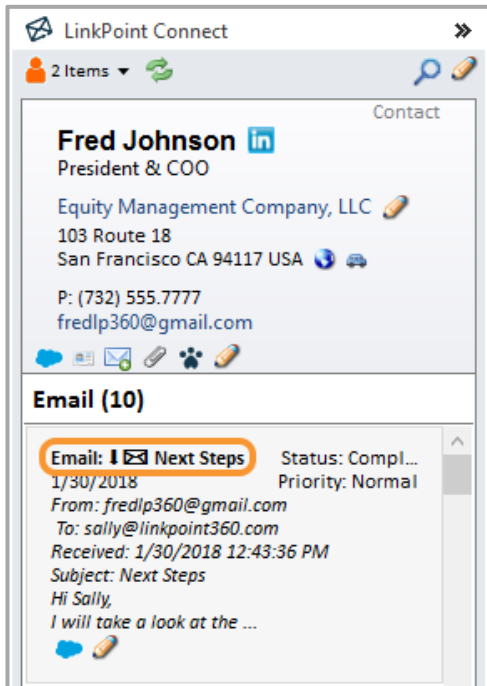 LinkPoint Connect
2 Items
Contact
Fred Johnson in
President & COO
Equity Management Company, LLC
103 Route 18
San Francisco CA 94117 USA
P: (732) 555.7777
fredlp360@gmail.com
Email (10)
Email: Next Steps Status: Compl...
1/30/2018 Priority: Normal
From: fredlp360@gmail.com
To: sally@linkpoint360.com
Received: 1/30/2018 12:43:36 PM
Subject: Next Steps
Hi Sally,
I will take a look at the ...